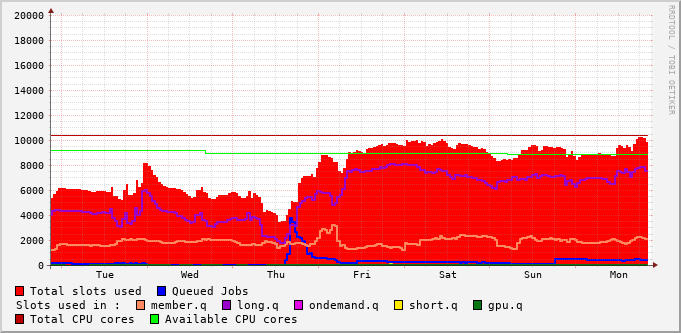 20000
18000
16000
14000
12000
10000
8000
6000
4000
2000
0
Tue Wed Thu Fri Sat Sun Mon
RRDTOOL / TOBI OETIKER
Total slots used Queued Jobs
Slots used in : member.q long.q ondemand.q short.q gpu.q
Total CPU cores Available CPU cores